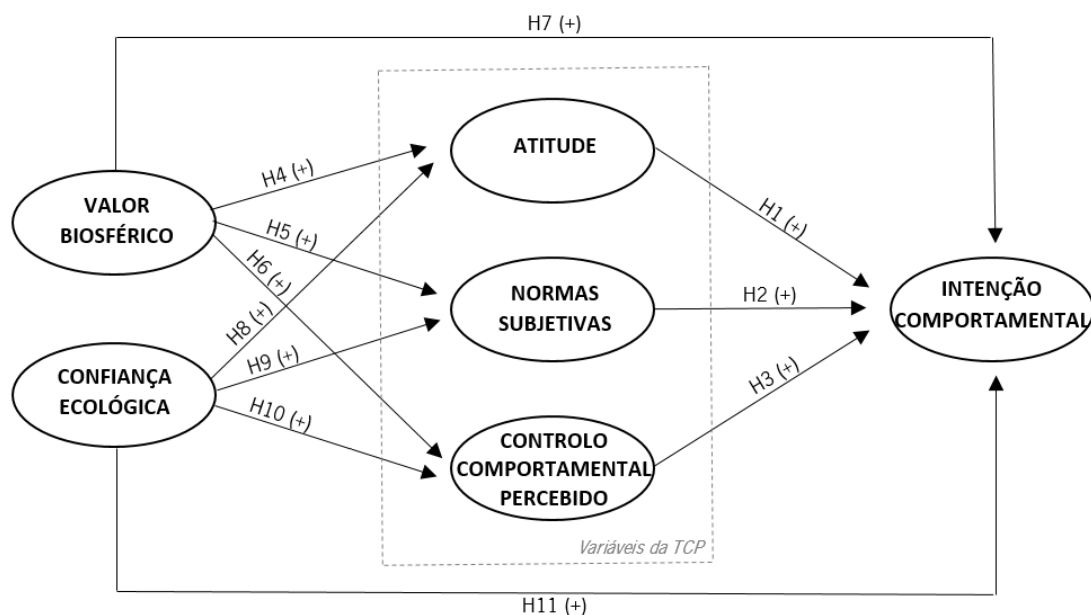 H7 (+)
ATITUDE
H4 (+)
VALOR
BIOSFÉRICO
H1 (+)
H5 (+)
H6 (+)
NORMAS
SUBJETIVAS
H2 (+)
INTENÇÃO
COMPORTAMENTAL
H8 (+)
H9 (+)
CONFIANÇA
ECOLÓGICA
H3 (+)
H10 (+)
CONTROLO
COMPORTAMENTAL
PERCEBIDO
Variáveis da TCP
H11 (+)